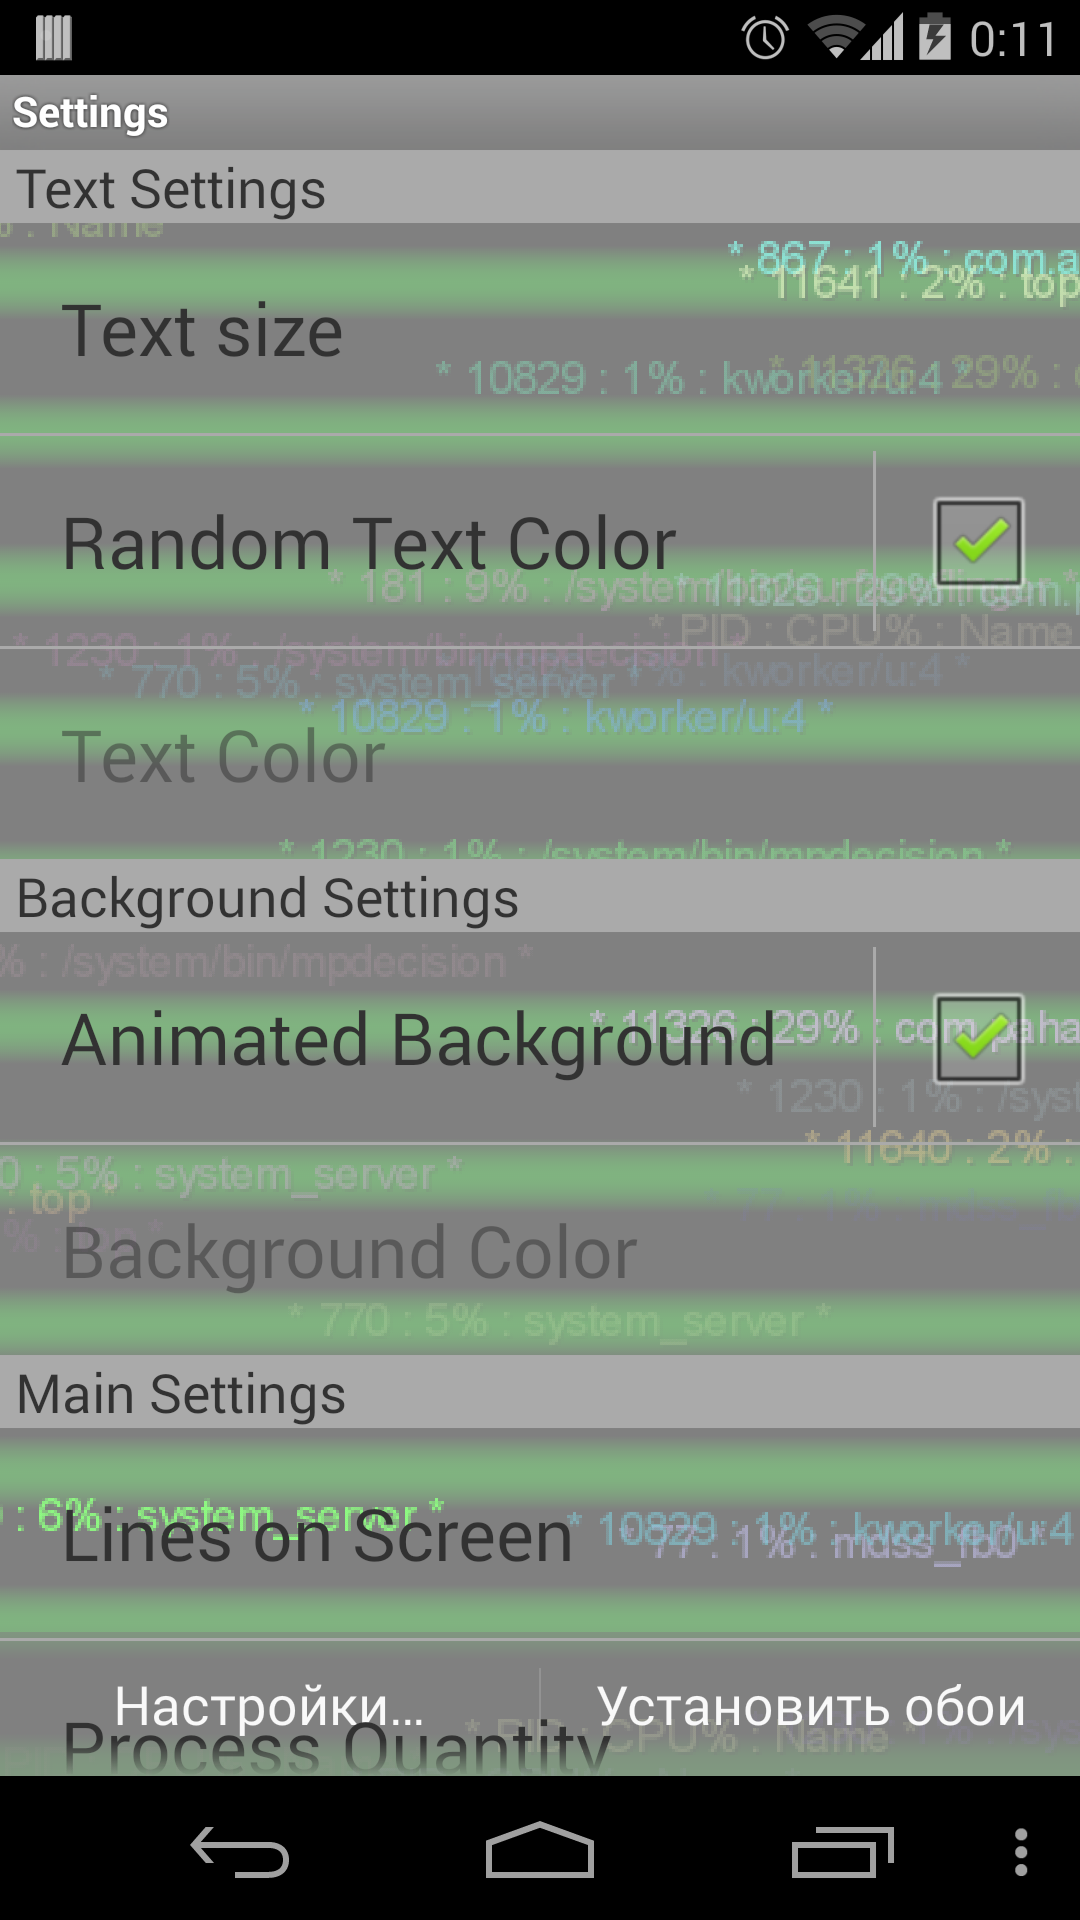 0:11
Settings
Text Settings
% : Name
* 867 : 1% : com.a
* 11641 : 2% : top
Text size
* 10829 : 1% : kworker/u:4 *
* 11326 : 29% :
Random Text Color
* 181 : 9% : /system/bin/surfaceflinger *
* 11326 : 29% : com.
* PID : CPU% : Name
* 1230 : 1% : /system/bin/mpdecision *
kworker/u:4 *
* 770 : 5% : system_server *
* 10829 : 1% : kworker/u:4 *
Text Color
* 1230 : 1% : /system/bin/mpdecision *
Background Settings
% : /system/bin/mpdecision *
* 11326 : 29% : com.paha
Animated Background
* 1230 : 1% : /syst
* 11640 : 2% :
0 : 5% : system_server *
: top *
% : top *
Background Color
* 770 : 5% : system_server *
Main Settings
: 6% : system_server *
* 10829 : 1% : kworker/u:4
Lines on Screen
* 77 : 1% : mdss_fb0 *
Настройки... Установить обои
* PID : CPU% : Name *
Process Quantity